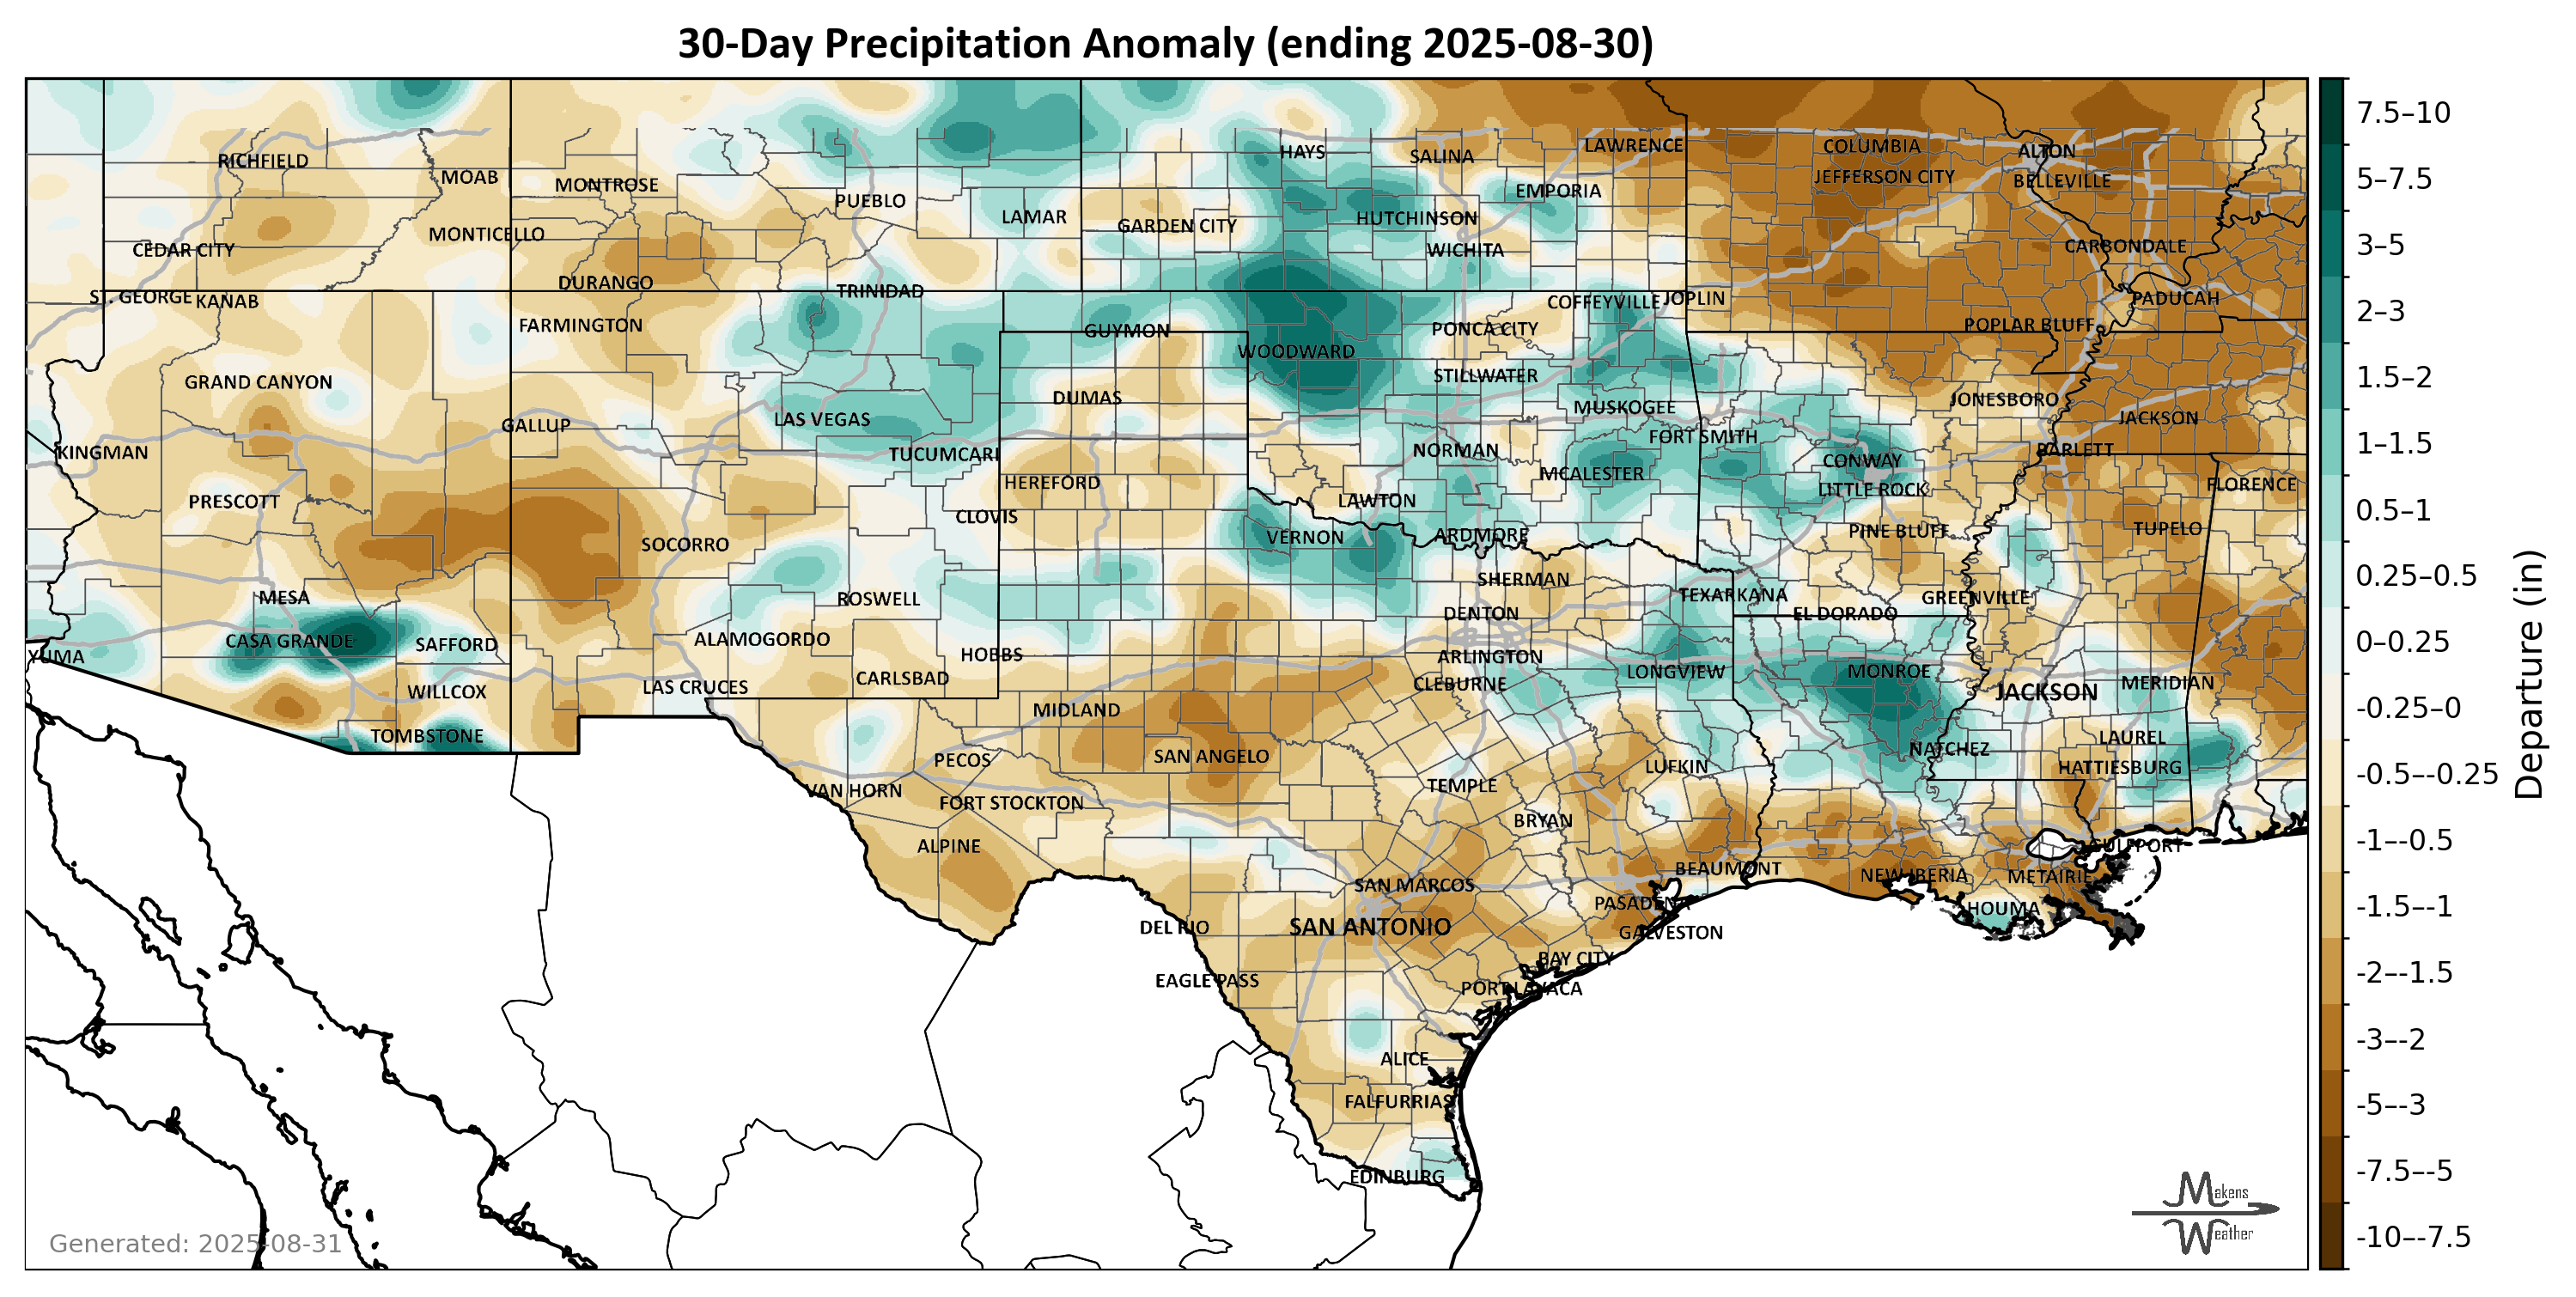 30-Day Precipitation Anomaly (ending 2025-08-30)
HAYS
SALINA
LAWRENCE
COLUMBIA
ALTON
RICHFIELD
MOAB
MONTROSE
EMPORIA
JEFFERSON CITY
BELLEVILLE
PUEBLO
LAMAR
GARDEN CITY
HUTCHINSON
MONTICELLO
CEDAR CITY
WICHITA
CARBONDALE
DURANGO
TRINIDAD
ST. GEORGE
KANAB
COFFEYVILLE
JOPLIN
PADUCAH
FARMINGTON
GUYMON
PONCA CITY
POPLAR BLUFF
WOODWARD
GRAND CANYON
STILLWATER
DUMAS
MUSKOGEE
JONESBORO
LAS VEGAS
JACKSON
GALLUP
FORT SMITH
KINGMAN
TUCUMCARI
NORMAN
CONWAY
BARLETT
HEREFORD
MCALESTER
LITTLE ROCK
FLORENCE
PRESCOTT
LAWTON
CLOVIS
PINE BLUFF
TUPELO
SOCORRO
VERNON
ARDMORE
SHERMAN
MESA
ROSWELL
TEXARKANA
GREENVILLE
DENTON
EL DORADO
CASA GRANDE
SAFFORD
ALAMOGORDO
YUMA
HOBBS
ARLINGTON
LONGVIEW
MONROE
WILLCOX
LAS CRUCES
CARLSBAD
CLEBURNE
JACKSON
MERIDIAN
MIDLAND
TOMBSTONE
LAUREL
PECOS
SAN ANGELO
NATCHEZ
LUFKIN
HATTIESBURG
VAN HORN
FORT STOCKTON
TEMPLE
BRYAN
ALPINE
GULFPORT
BEAUMONT
SAN MARCOS
NEW IBERIA
METAIRIE
PASADENA
HOUMA
DEL RIO
SAN ANTONIO
GALVESTON
BAY CITY
EAGLE PASS
PORT LAVACA
ALICE
FALFURRIAS
EDINBURG
Generated: 2025-08-31
Makens
Weather
7.5–10
5–7.5
3–5
2–3
1.5–2
1–1.5
0.5–1
0.25–0.5
0–0.25
-0.25–0
-0.5–-0.25
-1–-0.5
-1.5–-1
-2–-1.5
-3–-2
-5–-3
-7.5–-5
-10–-7.5
Departure (in)